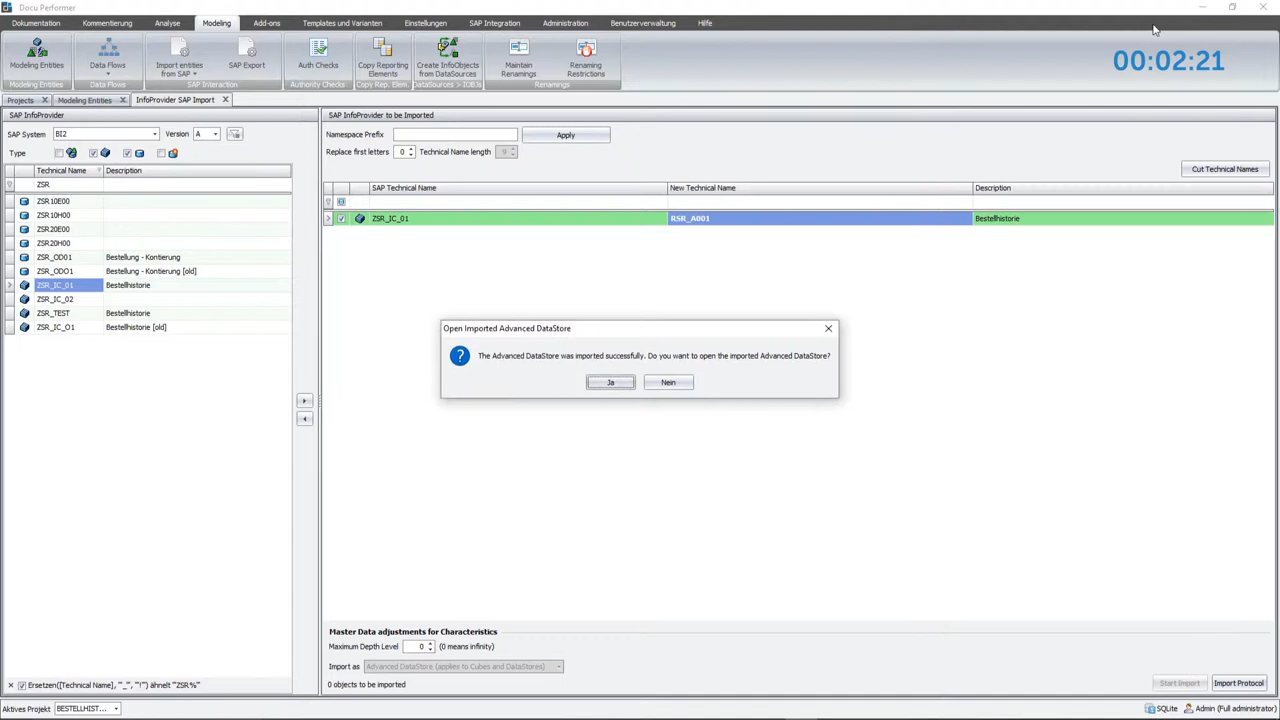 Docu Performer
Dokumentation Kommentierung Analyse Modeling Add-ons Templates und Varianten Einstellungen SAP Integration Administration Benutzerverwaltung Hilfe
00:02:21
Modeling Entities
Data Flows
Import entities from SAP
SAP Export
Auth Checks
Copy Reporting Elements
Create InfoObjects from DataSources
Maintain Renamings
Renaming Restrictions
Modeling Entities Data Flows SAP Interaction Authority Checks Copy Rep. Elem. DataSources > IOBJs Renamings
Projects Modeling Entities InfoProvider SAP Import
SAP InfoProvider
SAP System BI2 Version A
Type
Technical Name Description
ZSR
ZSR10E00
ZSR10H00
ZSR20E00
ZSR20H00
ZSR_OD01 Bestellung - Kontierung
ZSR_ODO1 Bestellung - Kontierung [old]
ZSR_IC_01 Bestellhistorie
ZSR_IC_02
ZSR_TEST Bestellhistorie
ZSR_IC_O1 Bestellhistorie [old]
Ersetzen([Technical Name], "_", "!") ähnelt "ZSR%"
SAP InfoProvider to be Imported
Namespace Prefix Apply
Replace first letters 0 Technical Name length 9
Cut Technical Names
SAP Technical Name New Technical Name Description
ZSR_IC_01 RSR_A001 Bestellhistorie
Open Imported Advanced DataStore
The Advanced DataStore was imported successfully. Do you want to open the imported Advanced DataStore?
Ja Nein
Master Data adjustments for Characteristics
Maximum Depth Level 0 (0 means infinity)
Import as Advanced DataStore (applies to Cubes and DataStores)
0 objects to be imported Start Import Import Protocol
Aktives Projekt BESTELLHIST... SQLite Admin (Full administrator)